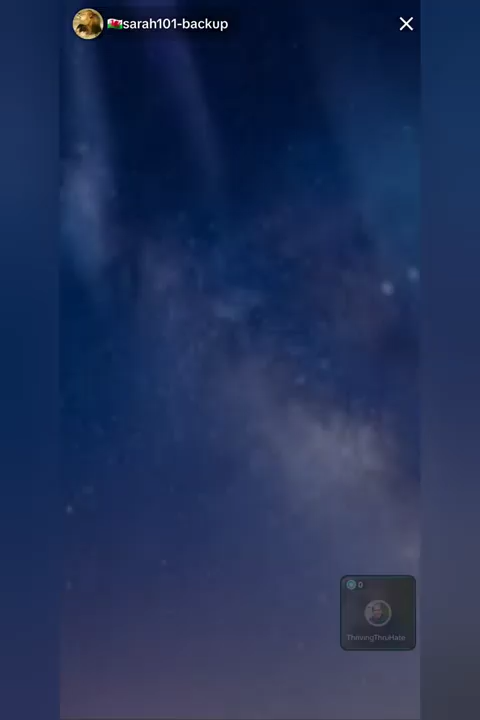 🏴󠁧󠁢󠁷󠁬󠁳󠁿sarah101-backup
0
ThrivingThruHate